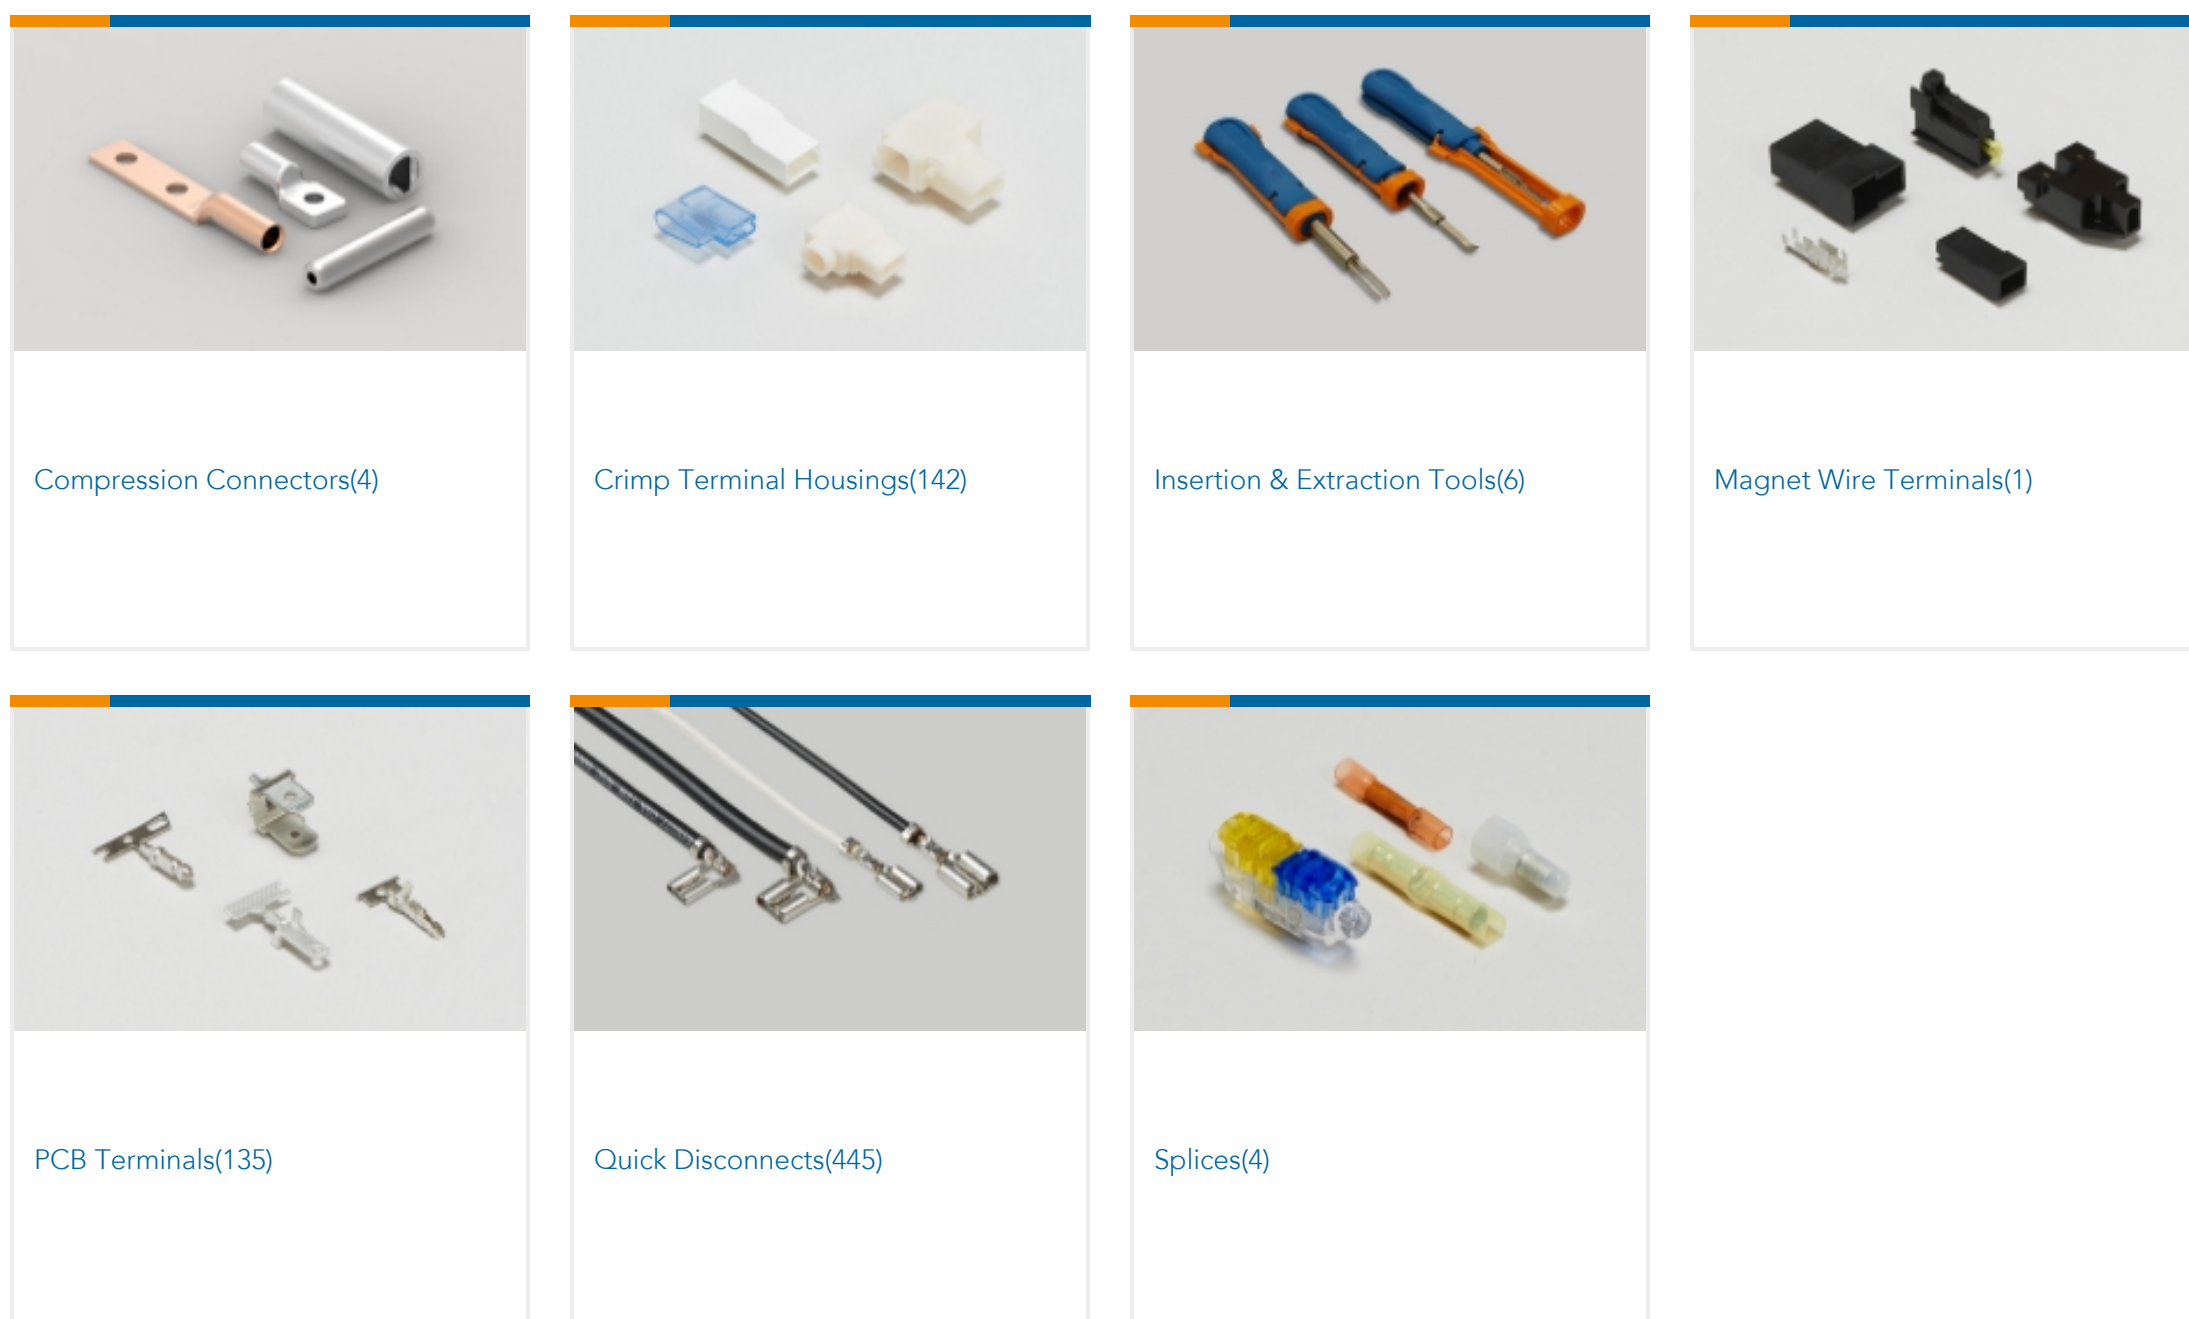 Compression Connectors(4)
Crimp Terminal Housings(142)
Insertion & Extraction Tools(6)
Magnet Wire Terminals(1)
PCB Terminals(135)
Quick Disconnects(445)
Splices(4)